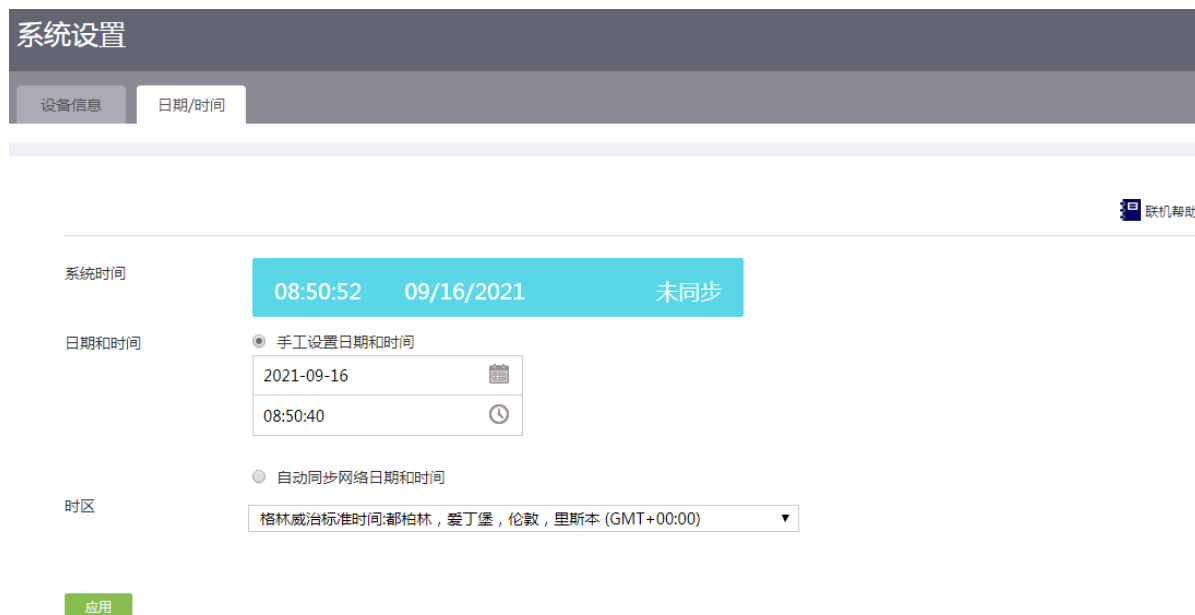 系统设置
设备信息 日期/时间
联机帮助
系统时间 08:50:52 09/16/2021 未同步
日期和时间 手工设置日期和时间
2021-09-16
08:50:40
自动同步网络日期和时间
时区 格林威治标准时间:都柏林，爱丁堡，伦敦，里斯本 (GMT+00:00)
应用